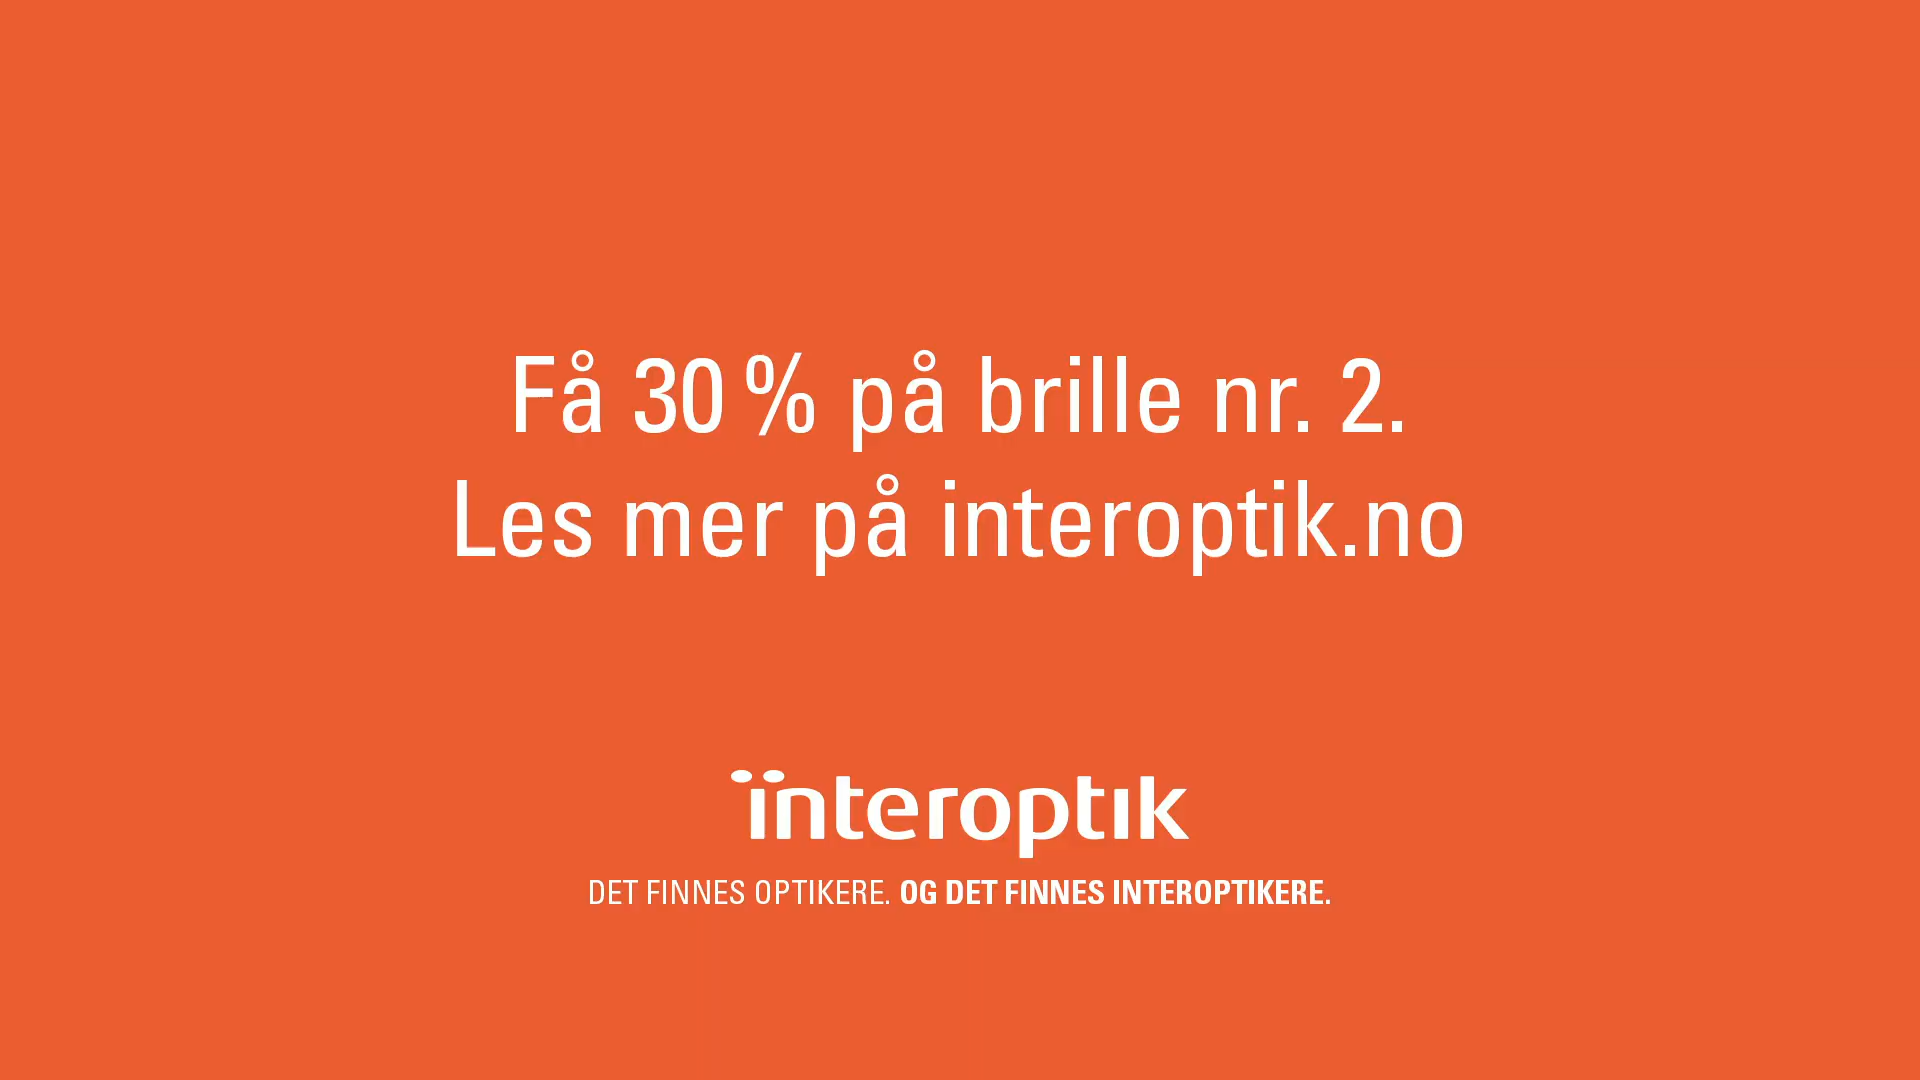 Få 30 % på brille nr. 2.
Les mer på interoptik.no
interoptik
DET FINNES OPTIKERE. OG DET FINNES INTEROPTIKERE.